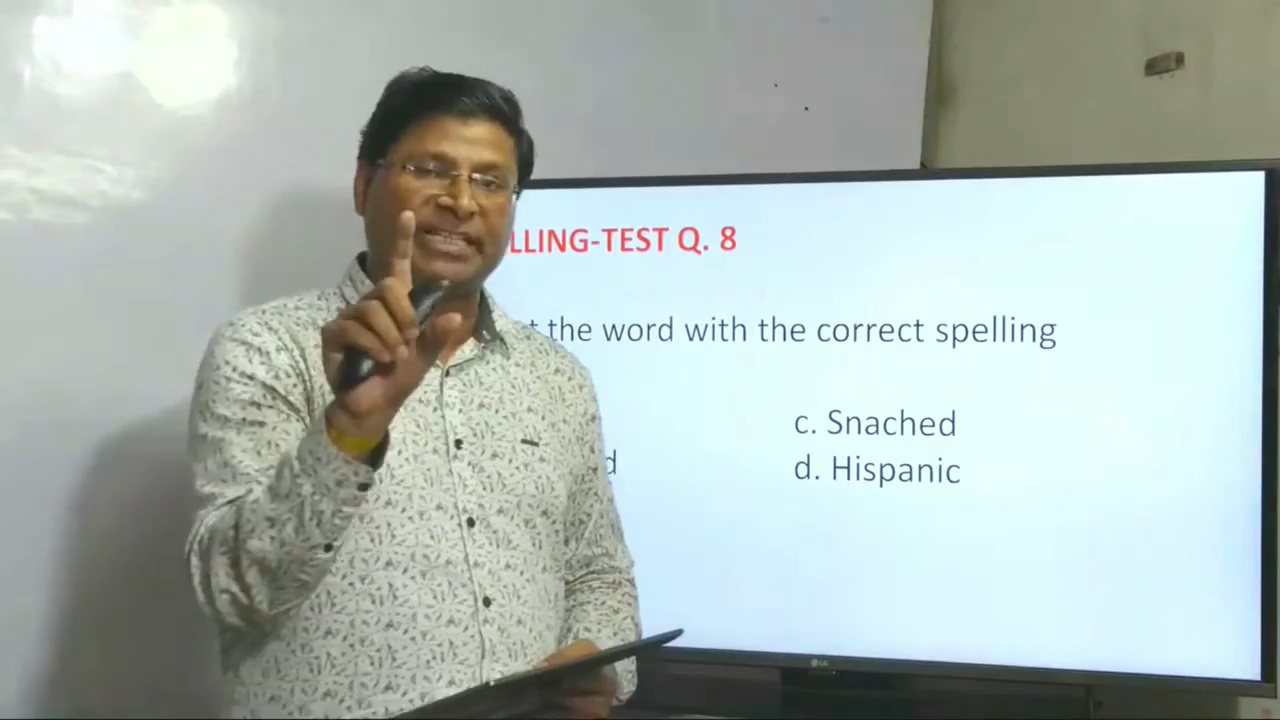 LLING-TEST Q. 8
t the word with the correct spelling
c. Snached
d
d. Hispanic
LG